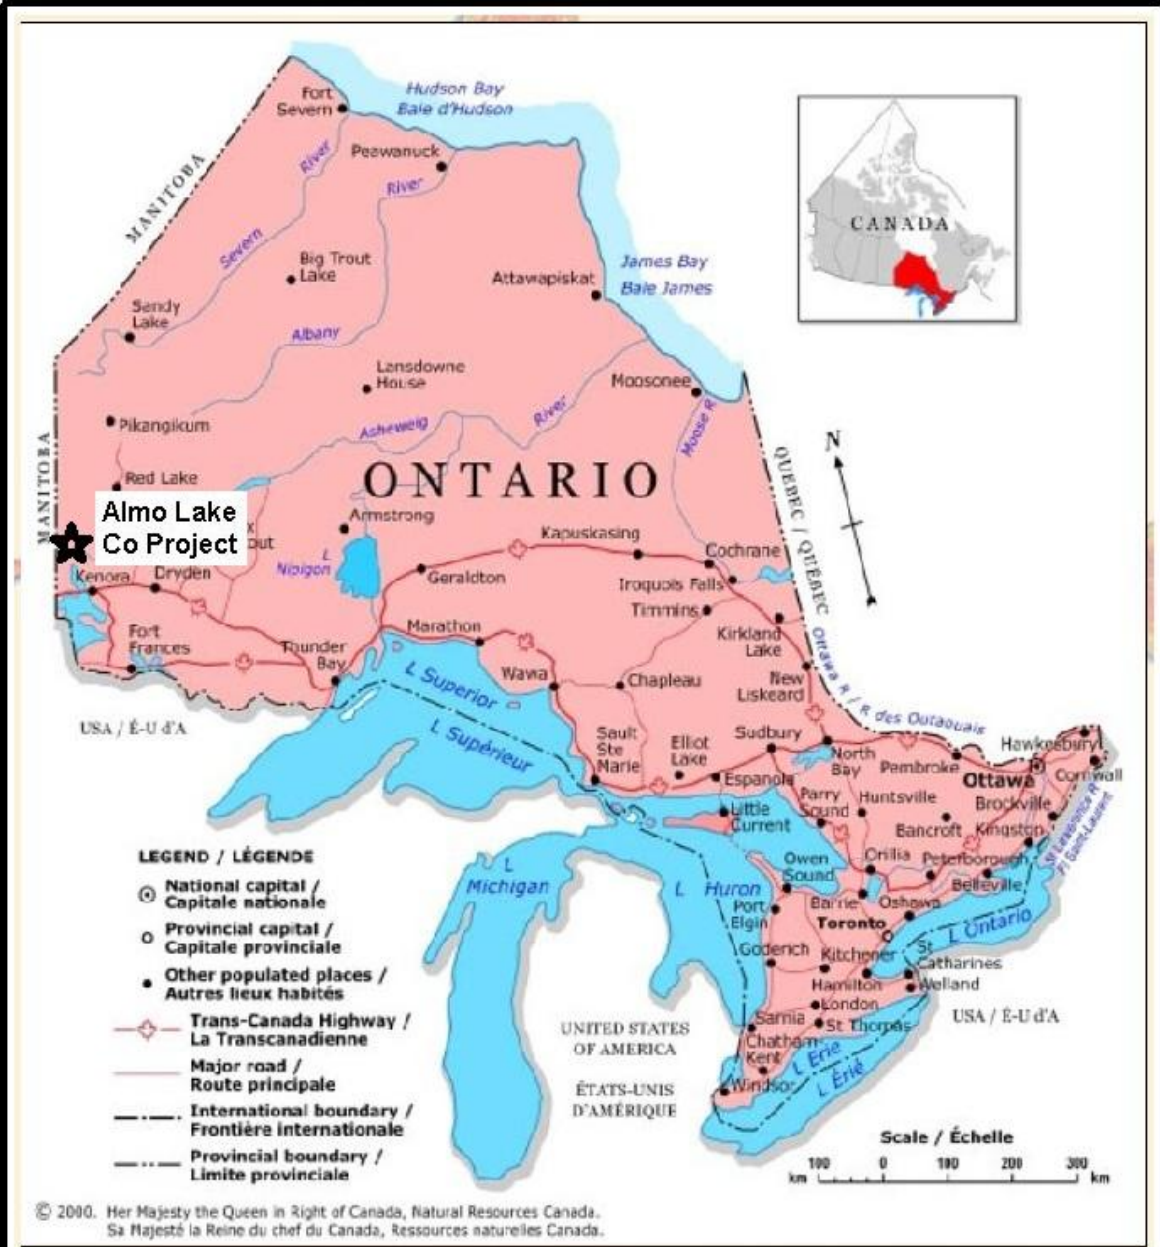 Hudson Bay
Baie d'Hudson
Fort
Severn
Peawanuck
River
River
MANITOBA
Severn
Big Trout
Lake
CANADA
James Bay
Baie James
Attawapiskat
Sandy
Lake
Albany
Lansdowne
House
Moosonee
Moose R
Pikangikum
Asheweig
River
MANITOBA
N
QUEBEC / QUÉBEC
Red Lake
ONTARIO
Almo Lake
Co Project
x
out
Armstrong
Kapuskasing
Cochrane
L
Nipigon
Kenora
Dryden
Geraldton
Iroquois Falls
Timmins
Kirkland
Lake
Ottawa R / R des Outaouais
Fort
Frances
Thunder
Bay
Marathon
Wawa
Chapleau
New
Liskeard
L Superior
L Supérieur
USA / É-U d'A
Sault
Ste
Marie
Elliot
Lake
Sudbury
North
Bay
Pembroke
Hawkesbury
Ottawa
Cornwall
Espanola
Parry
Sound
Huntsville
Brockville
Little
Current
Bancroft
Kingston
St Lawrence R
Fl Saint-Laurent
Owen
Sound
Orillia
Peterborough
Belleville
L
Michigan
L Huron
Port
Elgin
Barrie
Oshawa
Toronto
L Ontario
Goderich
Kitchener
St
Catharines
Hamilton
Welland
London
Sarnia
St Thomas
USA / É-U d'A
Chatham-
Kent
L Erie
L Érié
Windsor
UNITED STATES
OF AMERICA
ÉTATS-UNIS
D'AMÉRIQUE
LEGEND / LÉGENDE
National capital /
Capitale nationale
Provincial capital /
Capitale provinciale
Other populated places /
Autres lieux habités
Trans-Canada Highway /
La Transcanadienne
Major road /
Route principale
International boundary /
Frontière internationale
Provincial boundary /
Limite provinciale
Scale / Échelle
100 0 100 200 300
km km
© 2000. Her Majesty the Queen in Right of Canada, Natural Resources Canada.
Sa Majesté la Reine du chef du Canada, Ressources naturelles Canada.